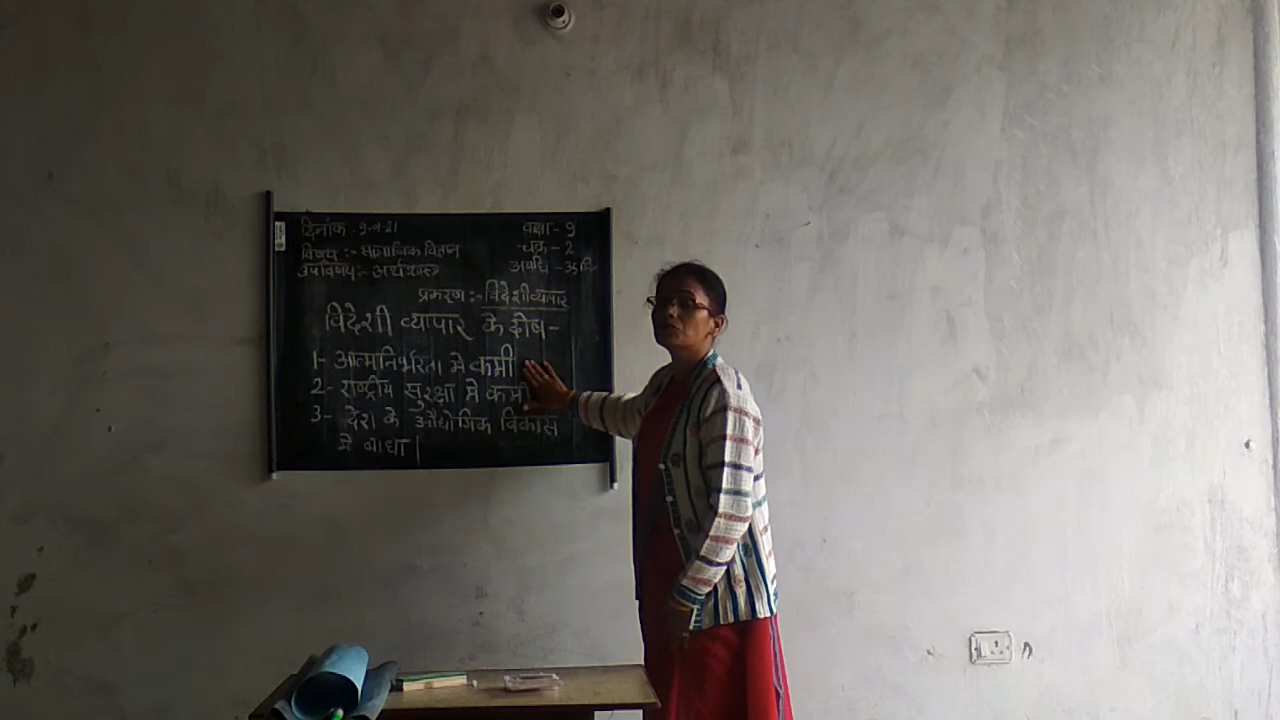 दिनांक - 9-9-21
कक्षा - 9
विषय :- सामाजिक विज्ञान
चक्र - 2
उपविषय :- अर्थशास्त्र
अवधि - 35 मि
प्रकरण :- विदेशी व्यापार
विदेशी व्यापार के दोष -
1- आत्मनिर्भरता मे कमी
2- राष्ट्रीय सुरक्षा मे कमी
3- देश के औद्योगिक विकास
मे बाधा।